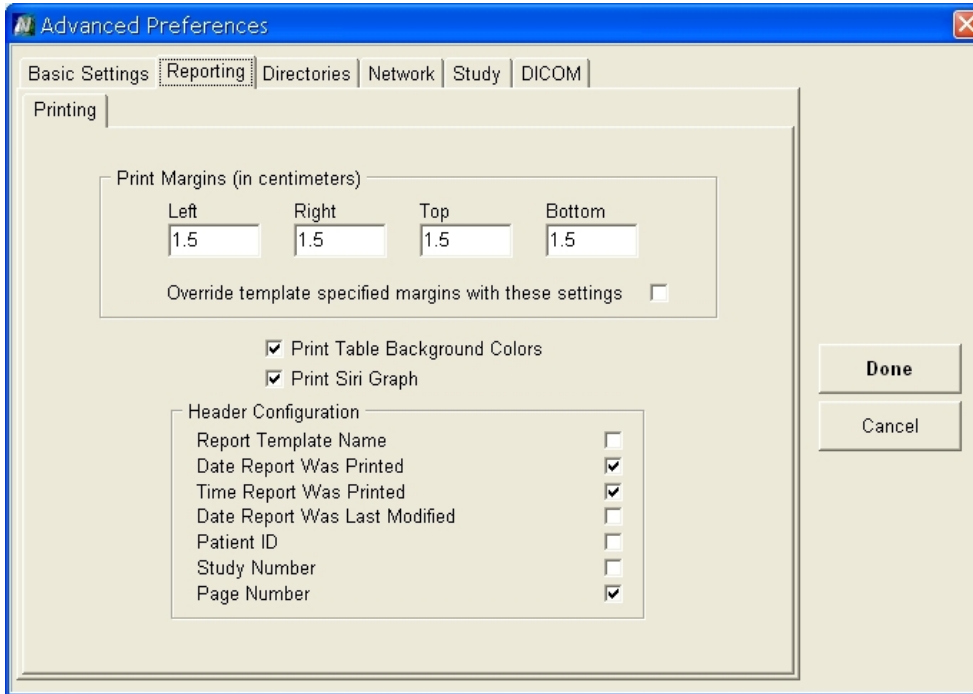 Advanced Preferences
Basic Settings Reporting Directories Network Study DICOM
Printing
Print Margins (in centimeters)
Left Right Top Bottom
1.5 1.5 1.5 1.5
Override template specified margins with these settings
Print Table Background Colors
Print Siri Graph
Done
Header Configuration
Cancel
Report Template Name
Date Report Was Printed
Time Report Was Printed
Date Report Was Last Modified
Patient ID
Study Number
Page Number